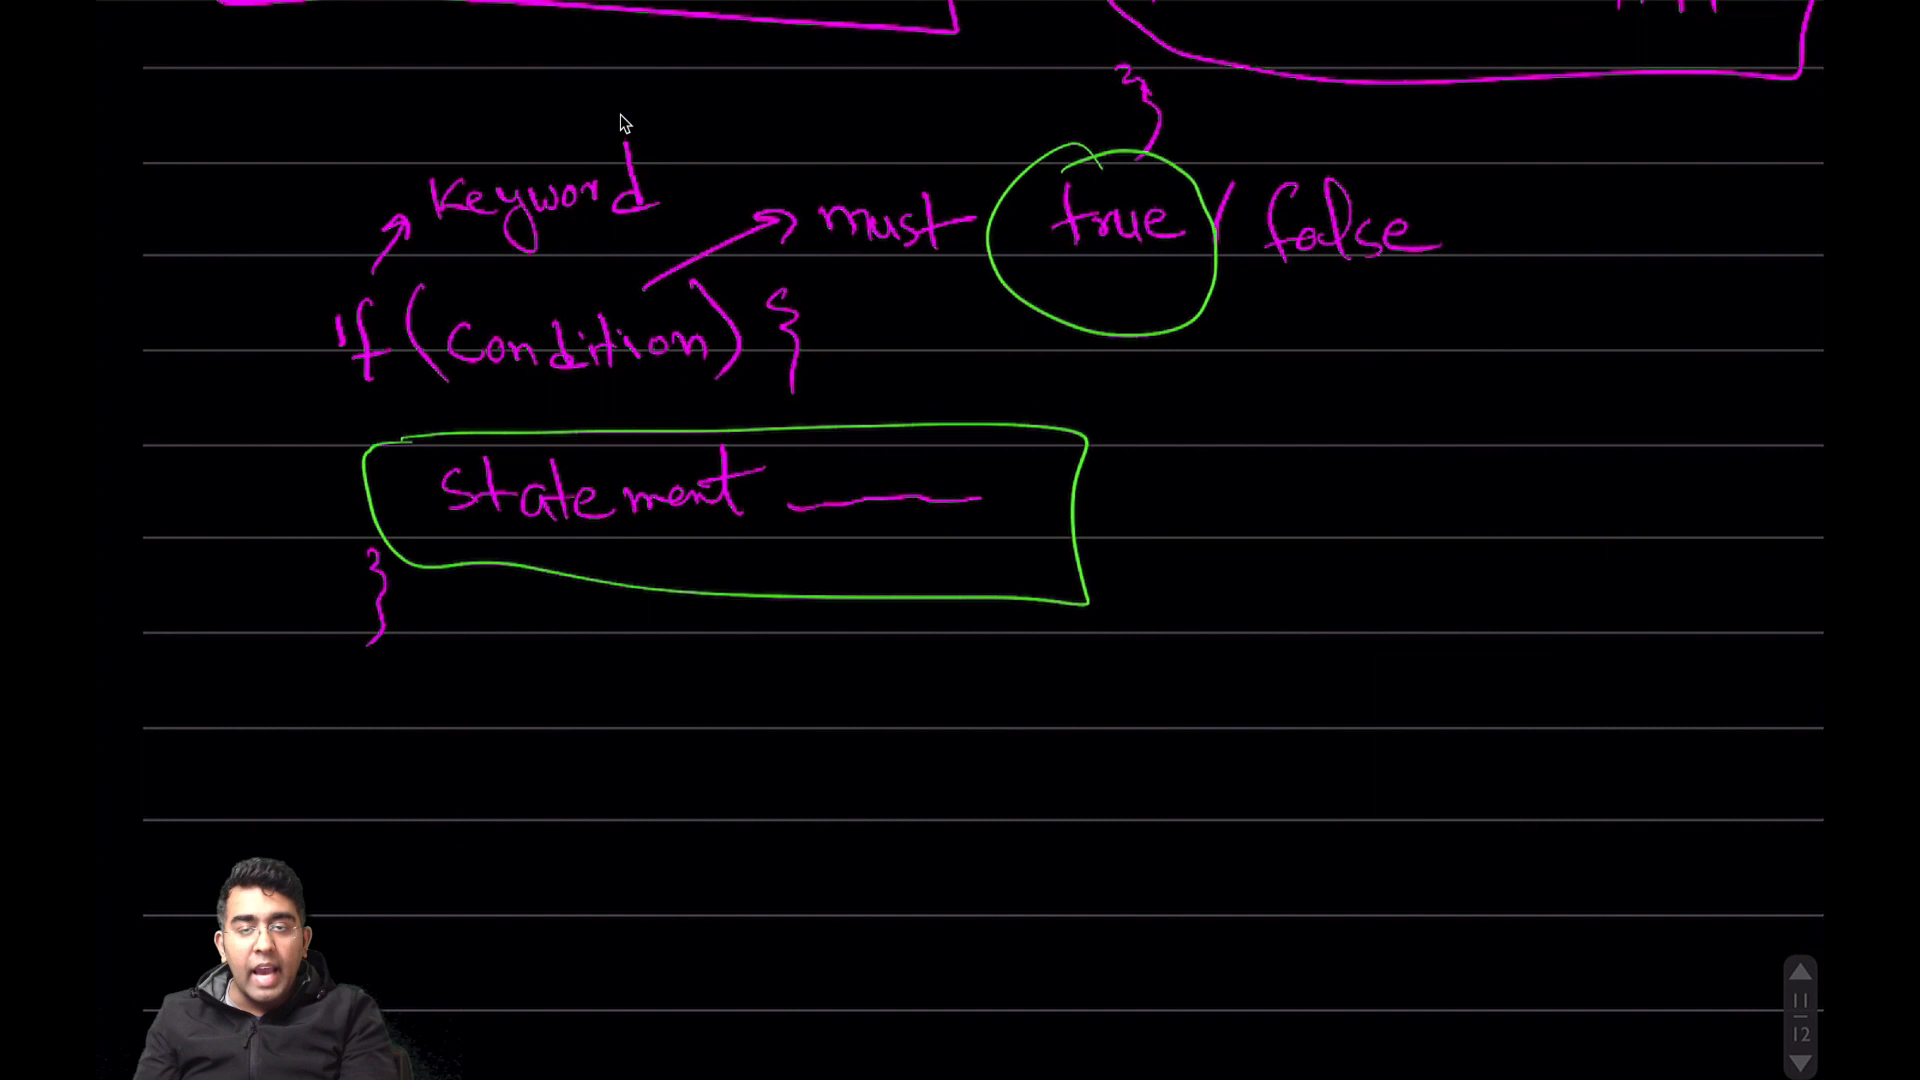 }
Keyword
must true / false
if (condition) {
statement
}
11
12